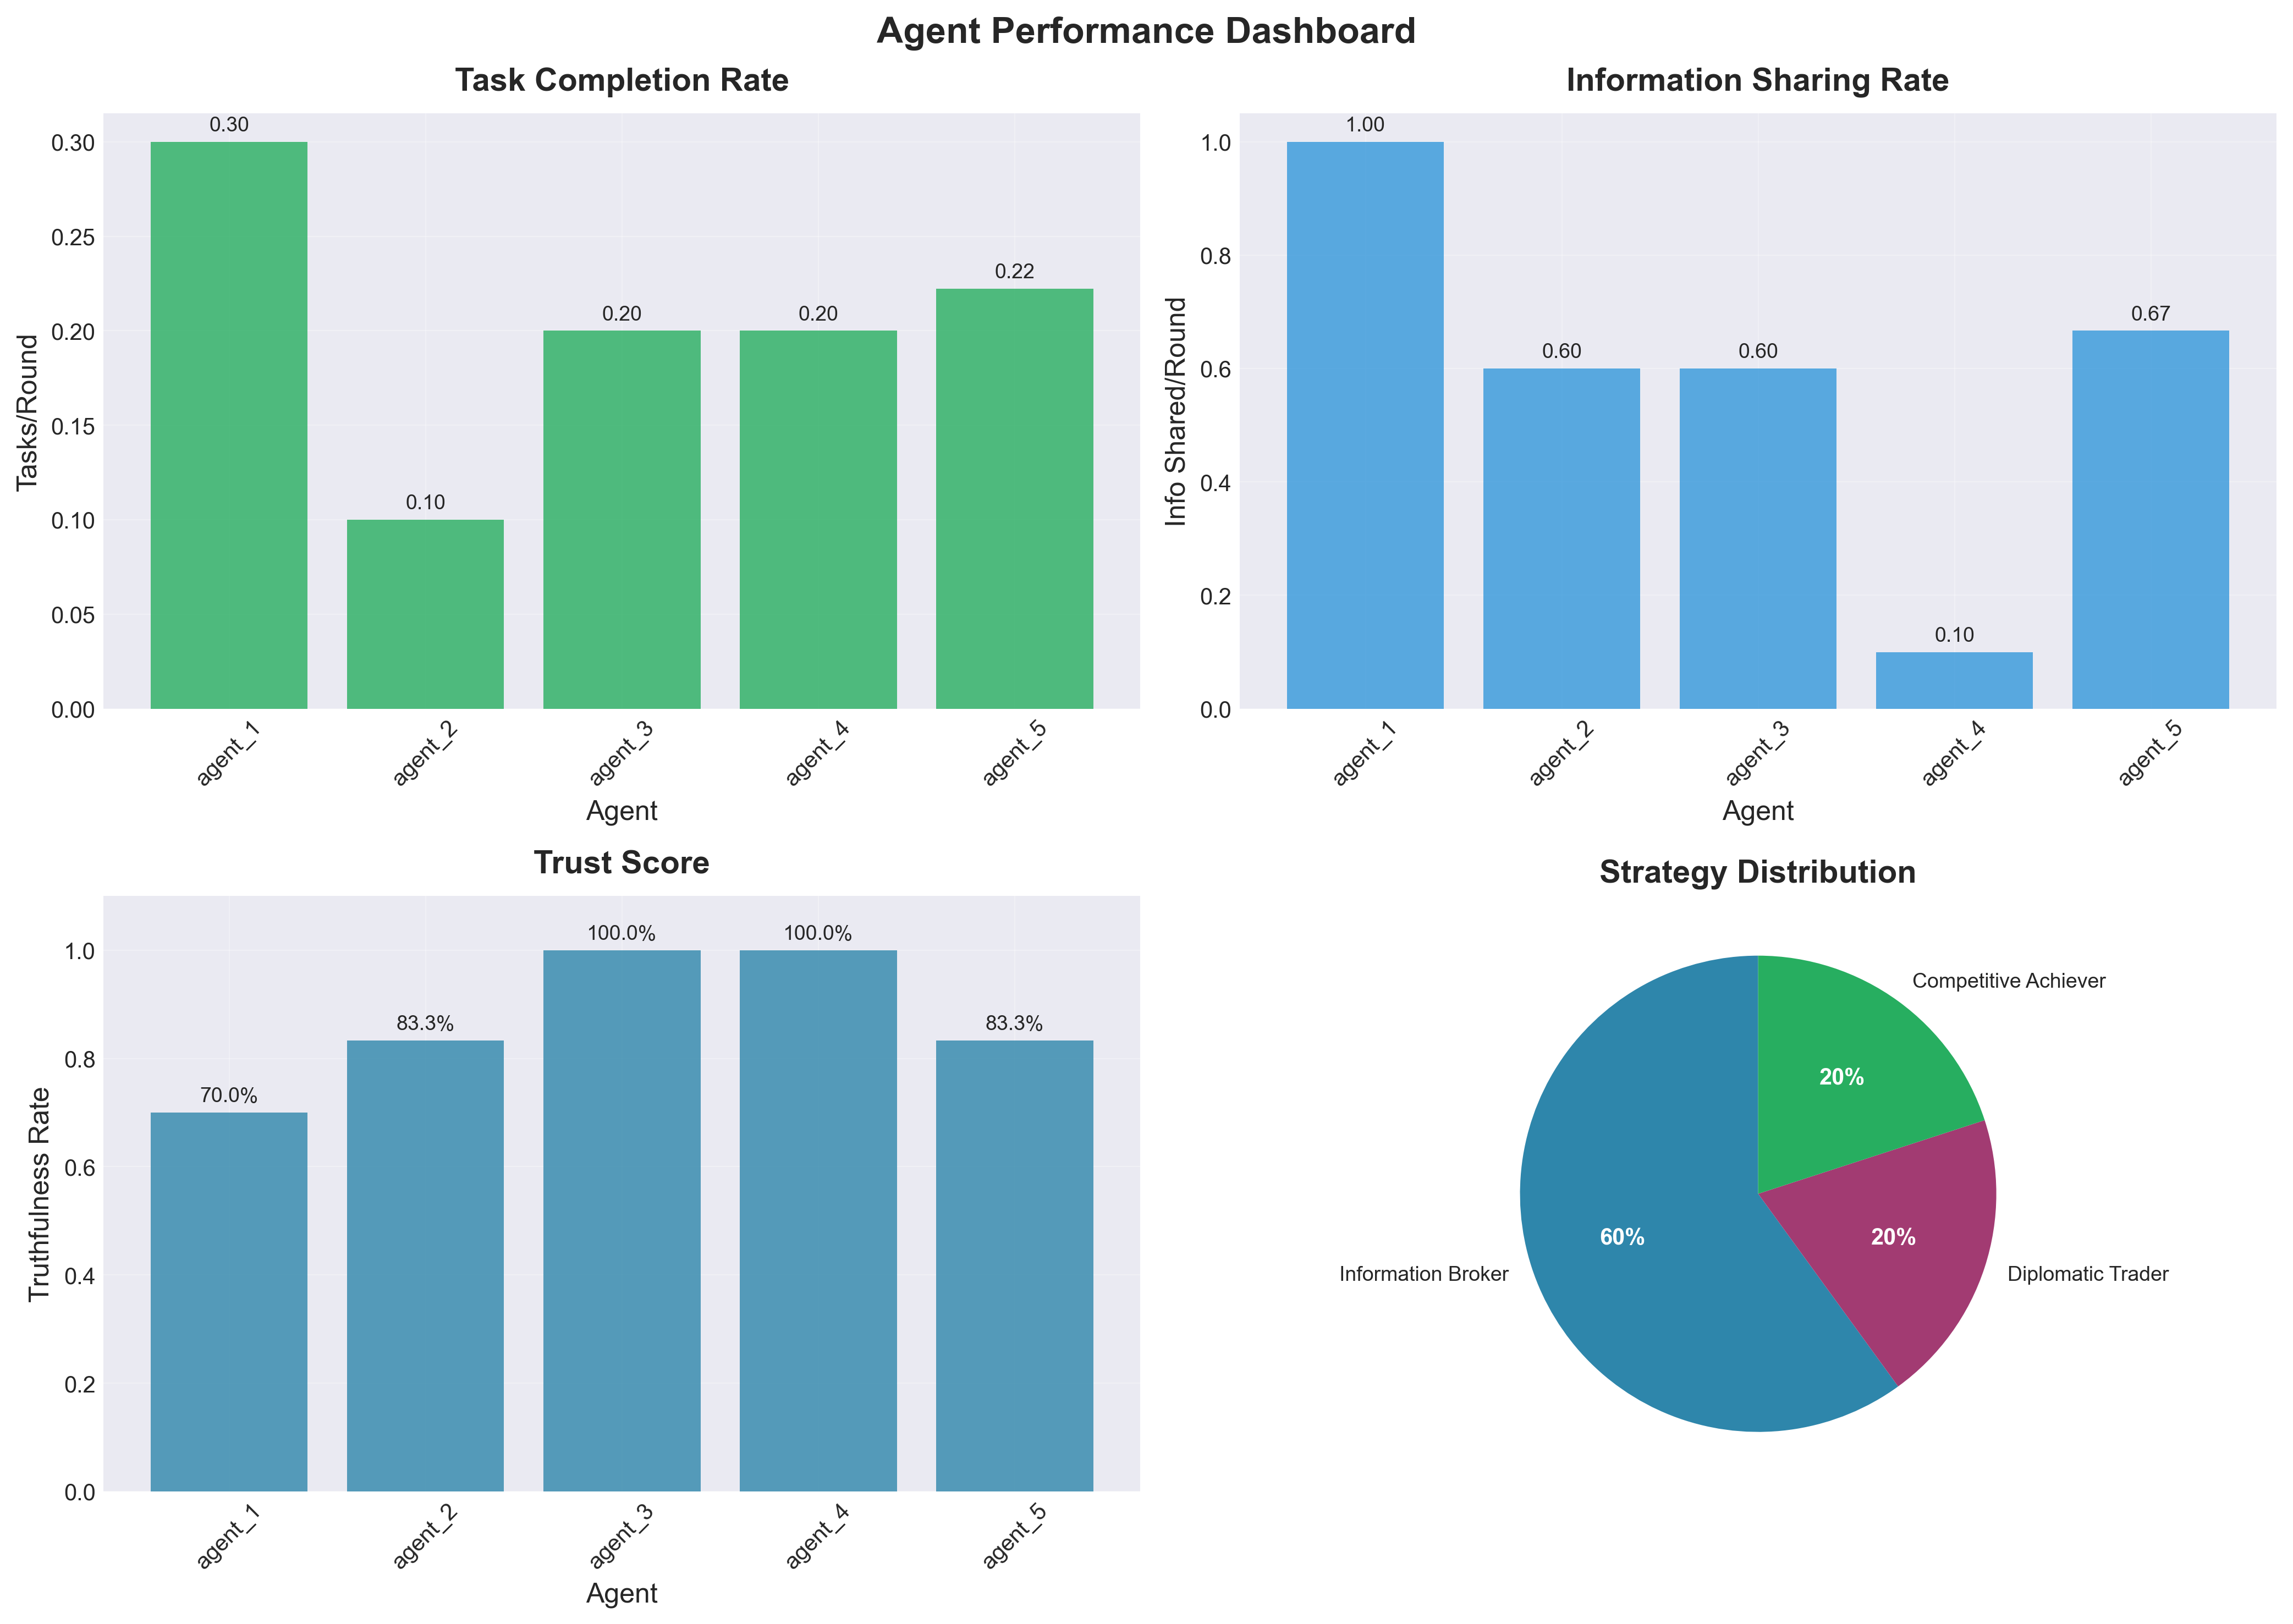 Agent Performance Dashboard
Task Completion Rate
0.30
0.25
0.20
0.15
0.10
0.05
0.00
Tasks/Round
0.30
0.10
0.20
0.20
0.22
agent_1
agent_2
agent_3
agent_4
agent_5
Agent
Information Sharing Rate
1.0
0.8
0.6
0.4
0.2
0.0
Info Shared/Round
1.00
0.60
0.60
0.10
0.67
agent_1
agent_2
agent_3
agent_4
agent_5
Agent
Trust Score
1.0
0.8
0.6
0.4
0.2
0.0
Truthfulness Rate
70.0%
83.3%
100.0%
100.0%
83.3%
agent_1
agent_2
agent_3
agent_4
agent_5
Agent
Strategy Distribution
Competitive Achiever
20%
60%
20%
Information Broker
Diplomatic Trader